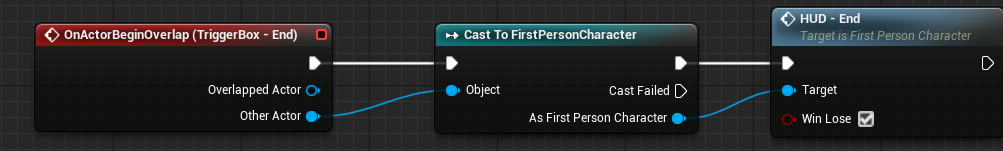 OnActorBeginOverlap (TriggerBox - End)
Overlapped Actor
Other Actor
Cast To FirstPersonCharacter
Object
Cast Failed
As First Person Character
HUD - End
Target is First Person Character
Target
Win Lose